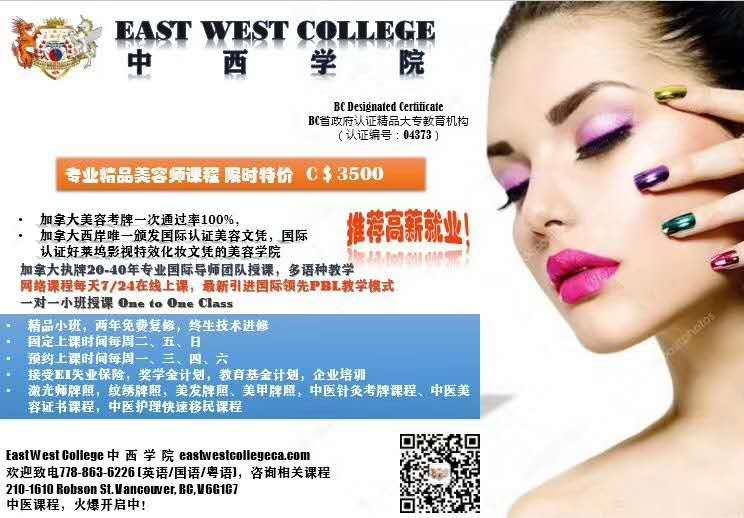 EAST WEST COLLEGE
中西学院
BC Designated Certificate
BC省政府认证精品大专教育机构
(认证编号：04373)
专业精品美容师课程 限时特价 C $ 3500
• 加拿大美容考牌一次通过率100%，
• 加拿大西岸唯一颁发国际认证美容文凭，国际
认证好莱坞影视特效化妆文凭的美容学院
推荐高薪就业！
加拿大执牌20-40年专业国际导师团队授课，多语种教学
网络课程每天7/24在线上课，最新引进国际领先PBL教学模式
一对一小班授课 One to One Class
• 精品小班，两年免费复修，终生技术进修
• 固定上课时间每周二、五、日
• 预约上课时间每周一、三、四、六
• 接受EI失业保险，奖学金计划，教育基金计划，企业培训
• 激光师牌照，纹绣牌照，美发牌照、美甲牌照，中医针灸考牌课程、中医美
容证书课程，中医护理快速移民课程
EastWest College 中 西 学 院 eastwestcollegeca.com
欢迎致电778-863-6226 (英语/国语/粤语)，咨询相关课程
210-1610 Robson St.Vancouver, BC,V6G1C7
中医课程，火爆开启中！